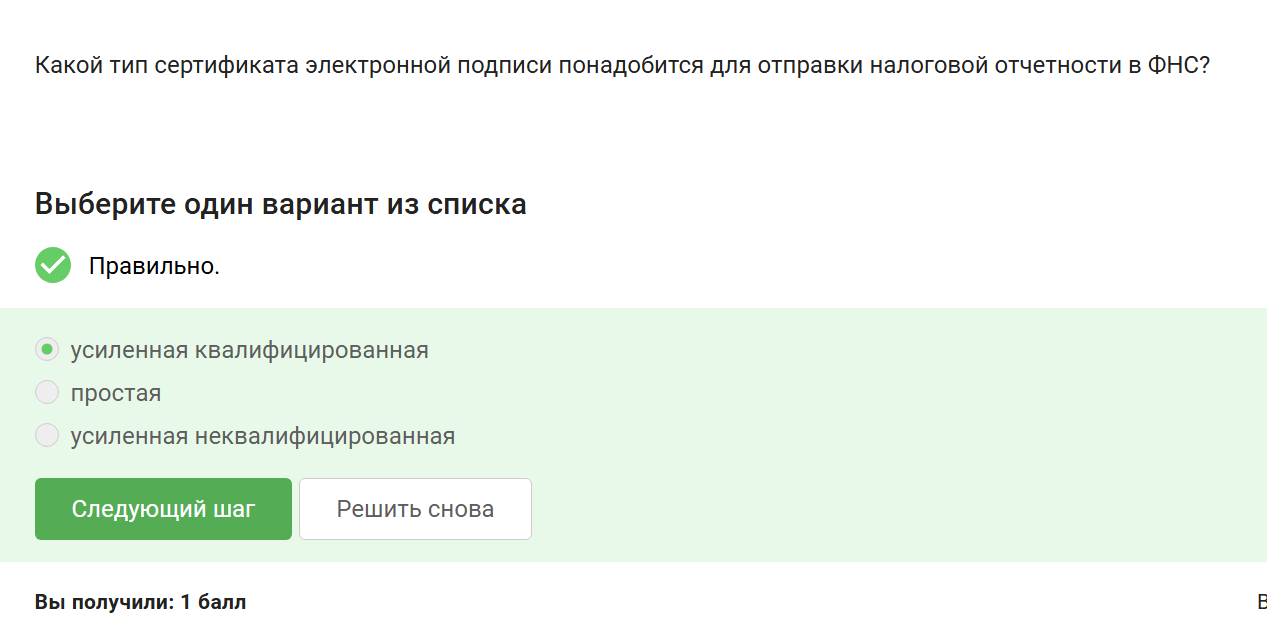 Какой тип сертификата электронной подписи понадобится для отправки налоговой отчетности в ФНС?
Выберите один вариант из списка
Правильно.
усиленная квалифицированная
простая
усиленная неквалифицированная
Следующий шаг
Решить снова
Вы получили: 1 балл